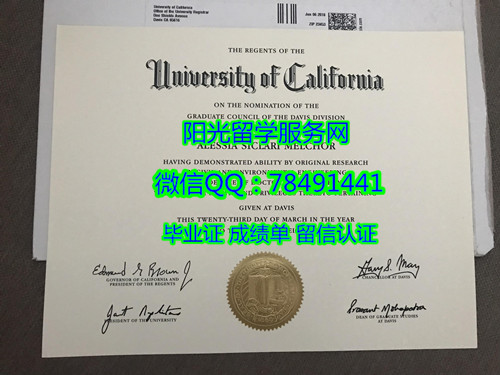 University of California
Office of the University Registrar
One Shields Avenue
Davis CA 95616
Jun 08 2018
THE REGENTS OF THE
University of California
ON THE NOMINATION OF THE
GRADUATE COUNCIL OF THE DAVIS DIVISION
阳光留学服务网
ALESSIA SICLARI MELCHOR
HAVING DEMONSTRATED ABILITY BY ORIGINAL RESEARCH
微信QQ：78491441
GIVEN AT DAVIS
THIS TWENTY-THIRD DAY OF MARCH IN THE YEAR
毕业证 成绩单 留信认证
GOVERNOR OF CALIFORNIA AND
PRESIDENT OF THE REGENTS
CHANCELLOR AT DAVIS
PRESIDENT OF THE UNIVERSITY
DEAN OF GRADUATE STUDIES
AT DAVIS